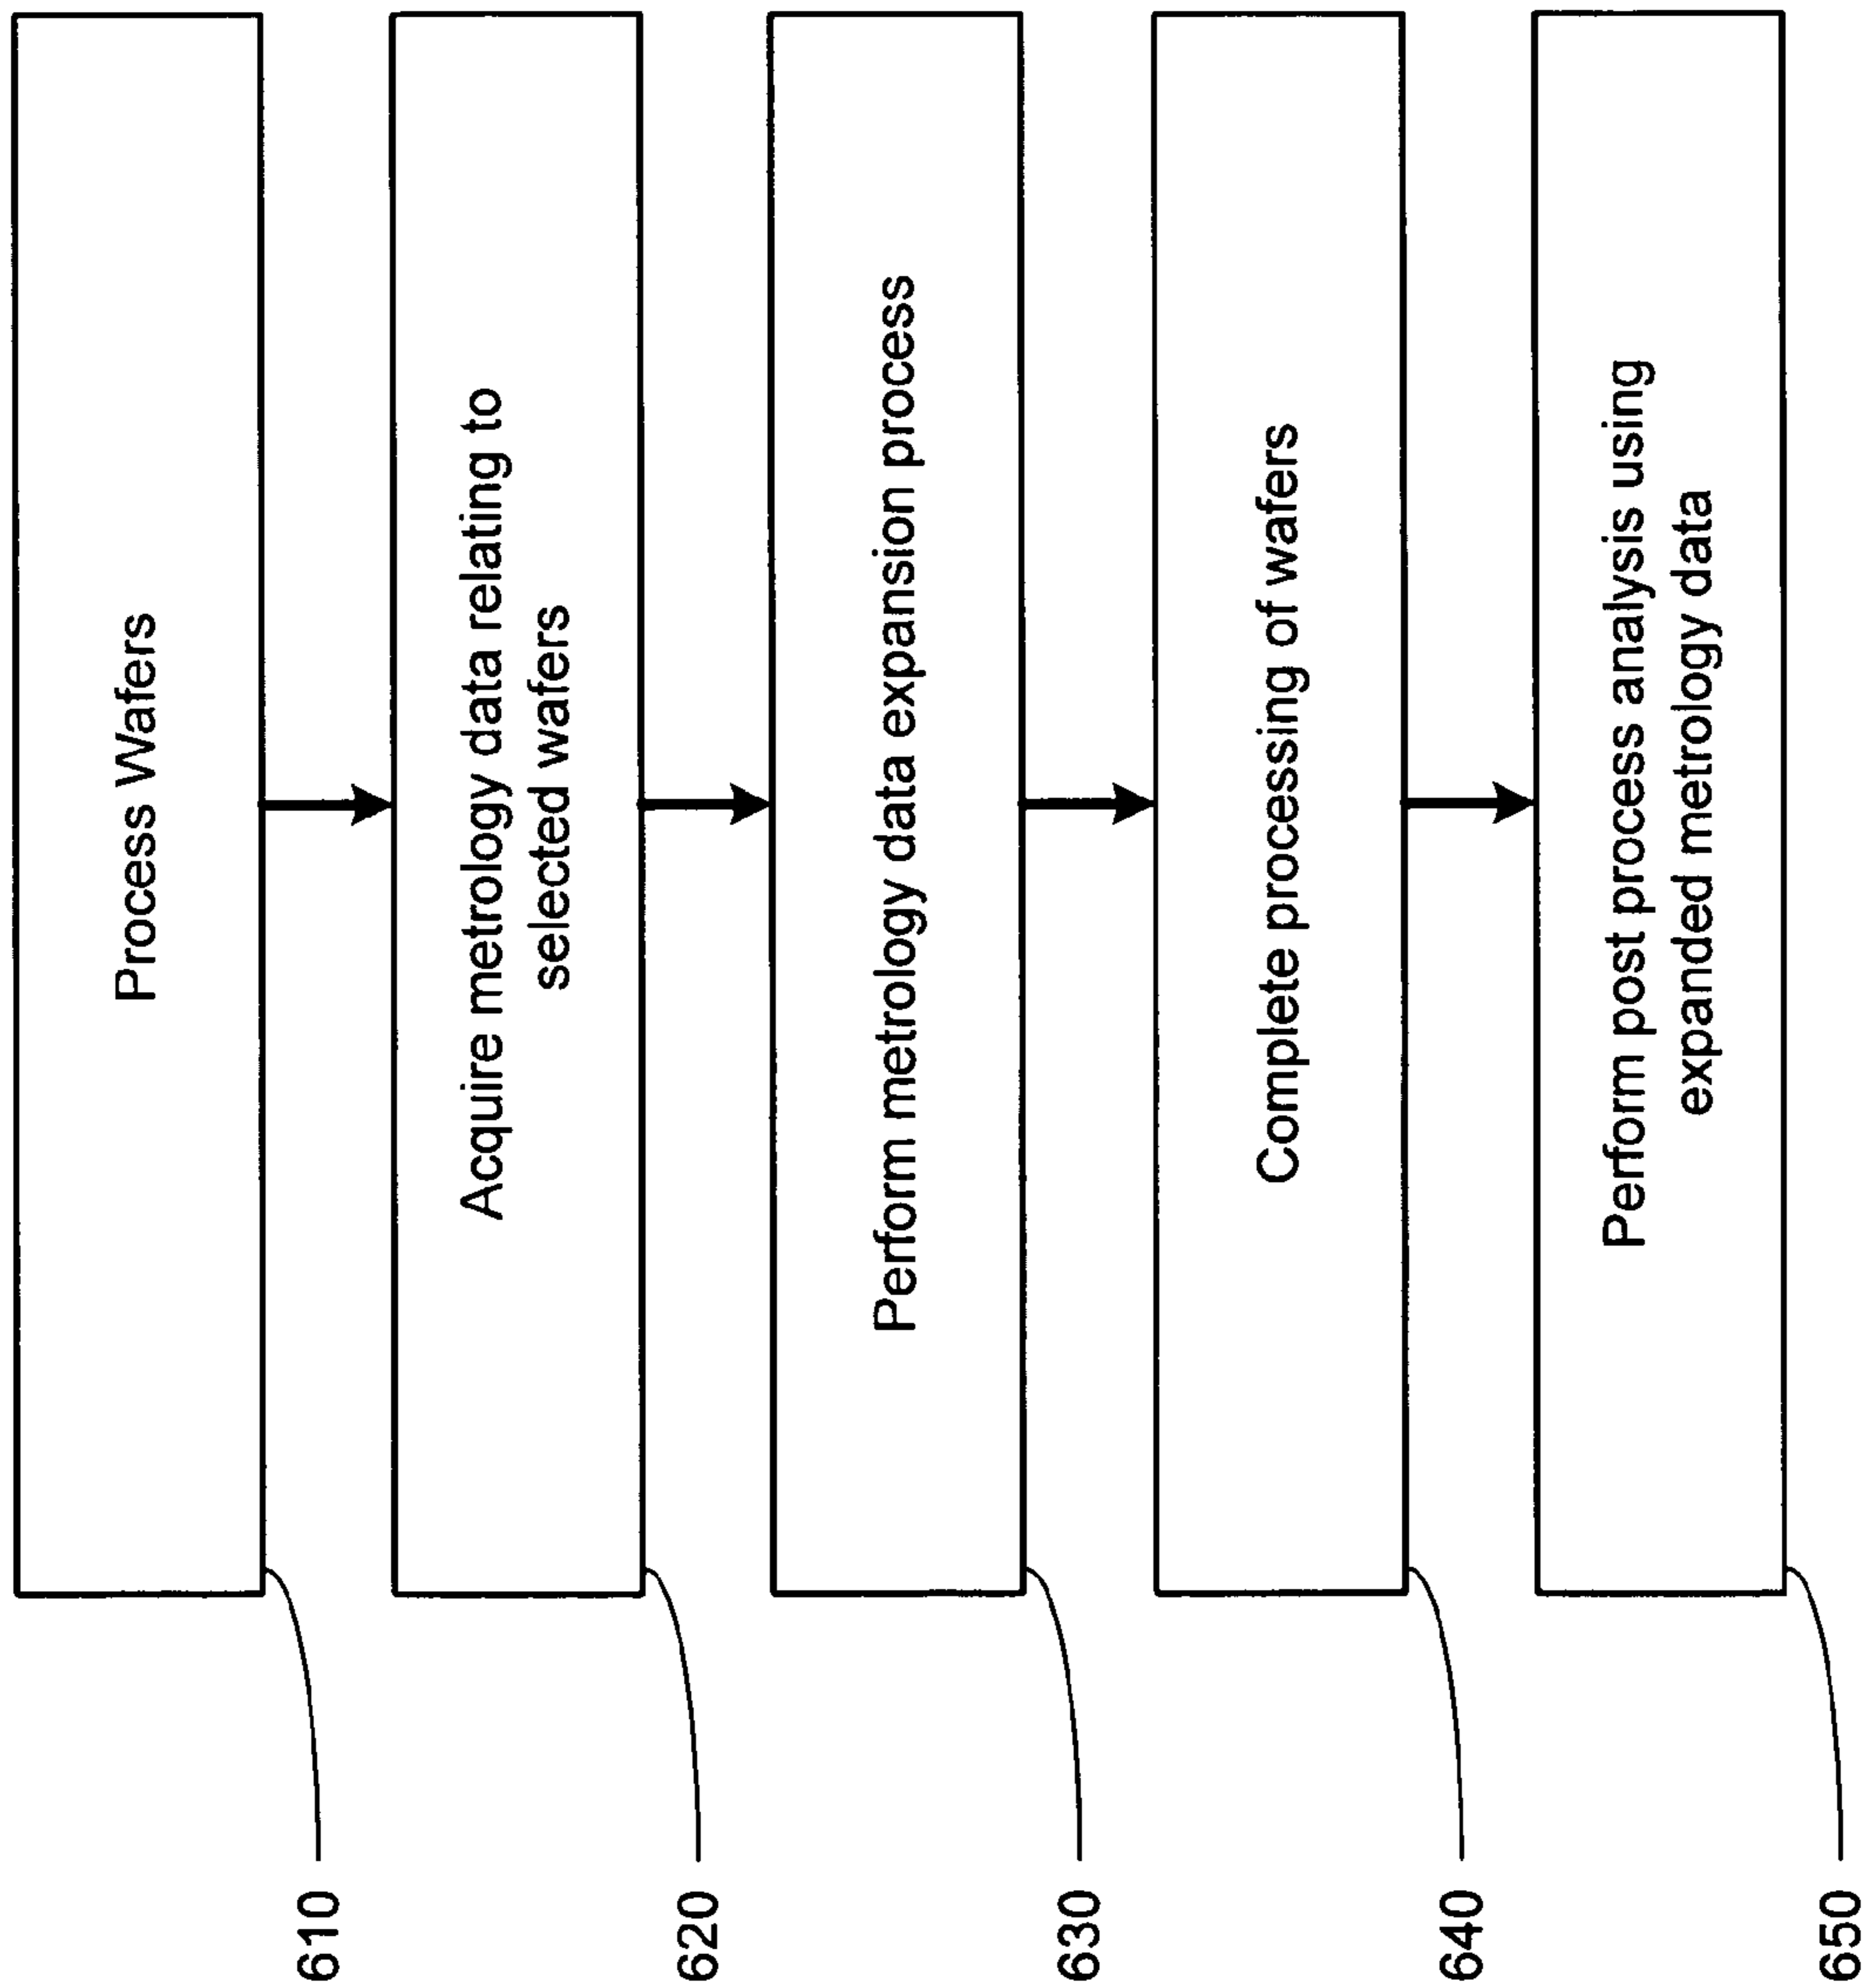 Process Wafers
610
Acquire metrology data relating to
selected wafers
620
Perform metrology data expansion process
630
Complete processing of wafers
640
Perform post process analysis using
expanded metrology data
650